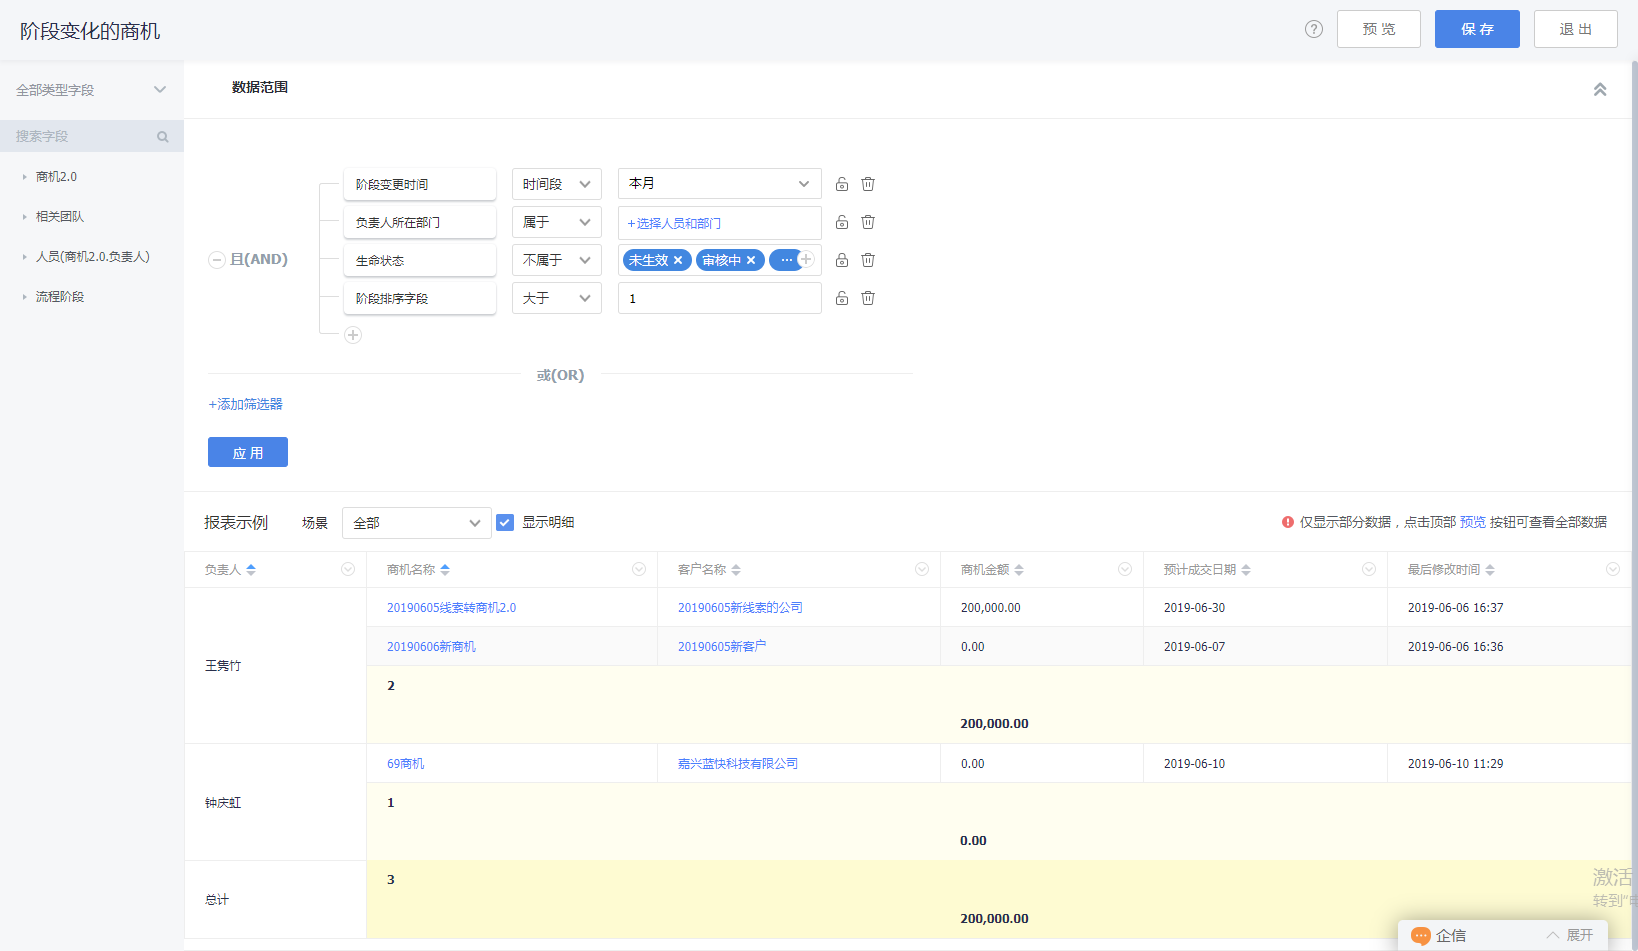 阶段变化的商机
预 览
保 存
退 出
全部类型字段
搜索字段
商机2.0
相关团队
人员(商机2.0.负责人)
流程阶段
数据范围
且(AND)
阶段变更时间 时间段 本月
负责人所在部门 属于 +选择人员和部门
生命状态 不属于 未生效 × 审核中 × ···
阶段排序字段 大于 1
或(OR)
+添加筛选器
应 用
报表示例 场景 全部 显示明细 仅显示部分数据，点击顶部 预览 按钮可查看全部数据
负责人 商机名称 客户名称 商机金额 预计成交日期 最后修改时间
20190605线索转商机2.0 20190605新线索的公司 200,000.00 2019-06-30 2019-06-06 16:37
20190606新商机 20190605新客户 0.00 2019-06-07 2019-06-06 16:36
王隽竹
2
200,000.00
69商机 嘉兴蓝快科技有限公司 0.00 2019-06-10 2019-06-10 11:29
钟庆虹
1
0.00
总计
3
200,000.00
激活
转到“
企信 展开